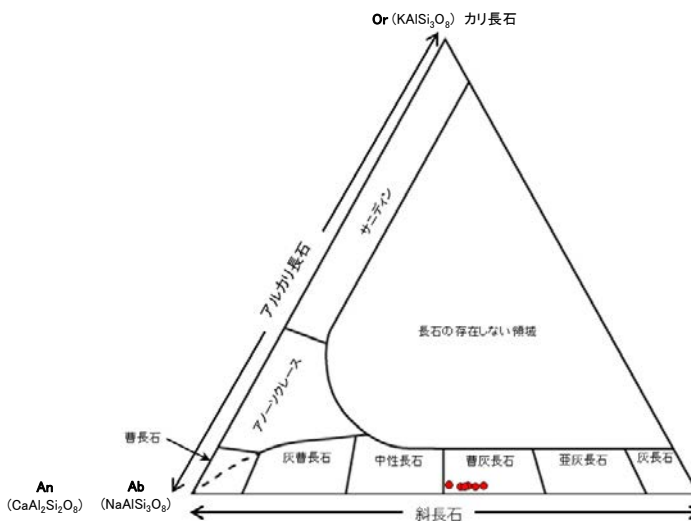 Or (KAlSi₃O₈) カリ長石
サニディン
アルカリ長石
長石の存在しない領域
アノーソクレース
曹長石
灰曹長石
中性長石
曹灰長石
亜灰長石
灰長石
An
(CaAl₂Si₂O₈)
Ab
(NaAlSi₃O₈)
斜長石